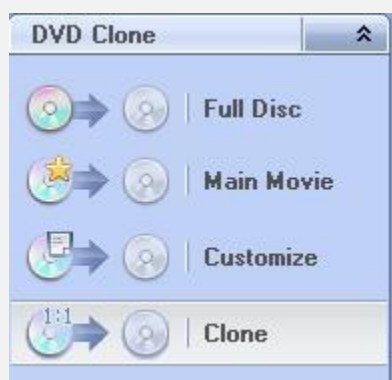 DVD Clone
Full Disc
Main Movie
Customize
1:1
Clone